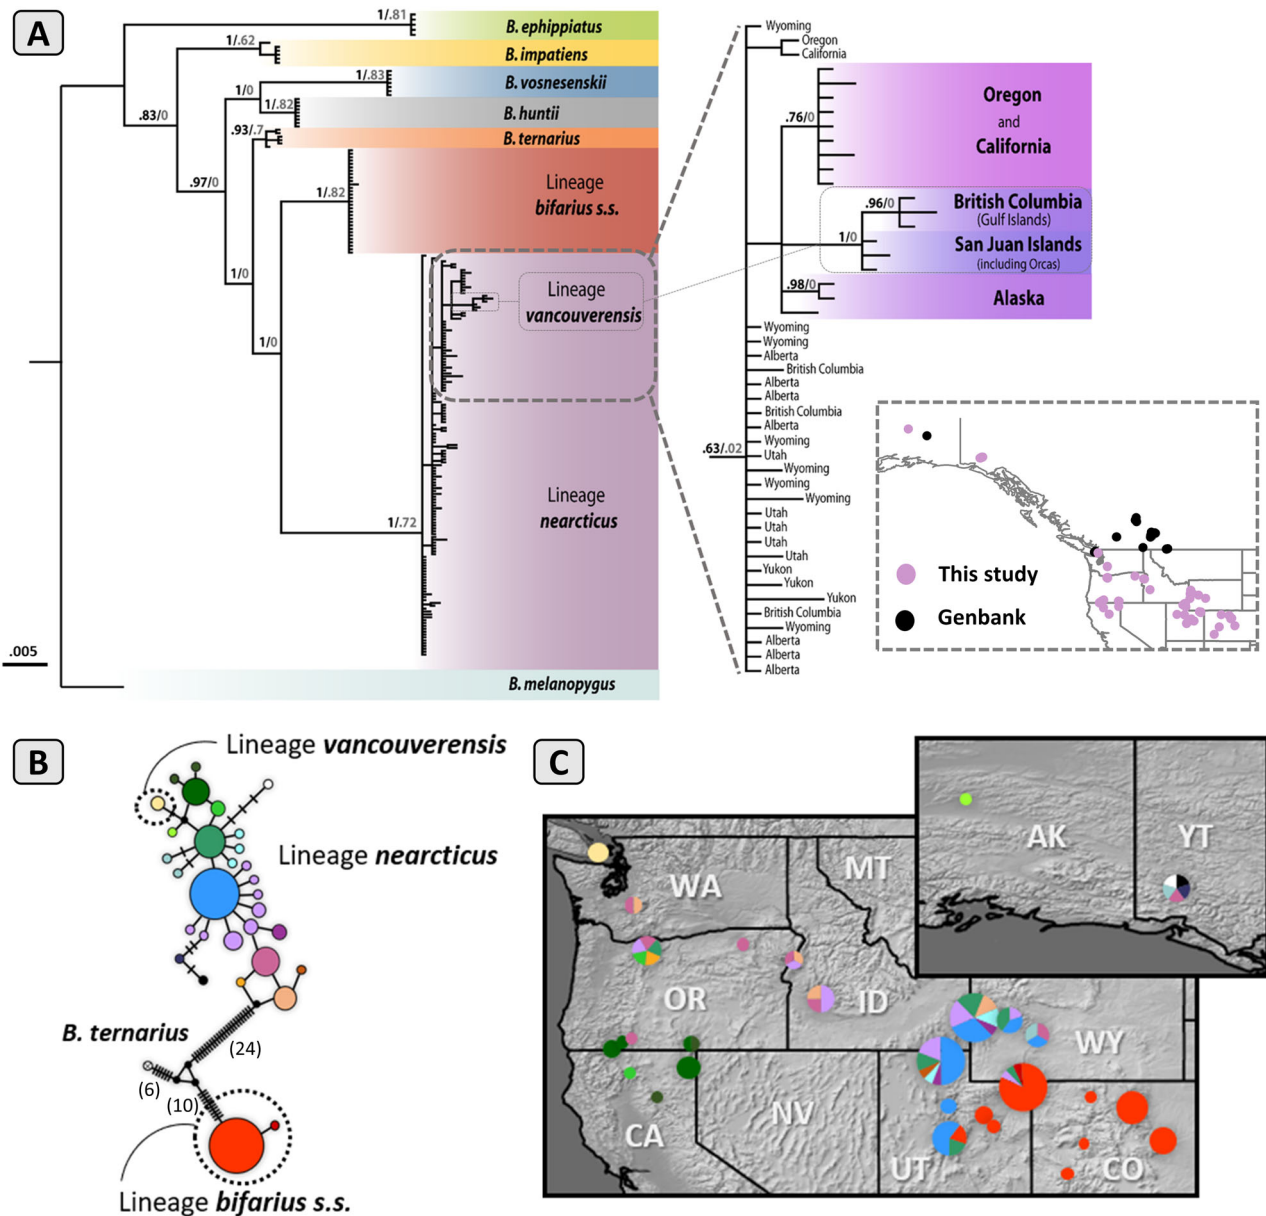 A
1/.81
B. ephippiatus
1/.62
B. impatiens
1/.83
B. vosnesenskii
1/0
1/.82
B. huntii
.83/0
.93/.7
B. ternarius
.97/0
1/.82
Lineage
bifarius s.s.
1/0
Lineage
vancouverensis
1/0
1/.72
Lineage
nearcticus
.005
B. melanopygus
Wyoming
Oregon
California
.76/0
Oregon
and
California
.96/0
British Columbia
(Gulf Islands)
1/0
San Juan Islands
(including Orcas)
.98/0
Alaska
Wyoming
Wyoming
Alberta
British Columbia
Alberta
Alberta
British Columbia
Alberta
Wyoming
.63/.02
Utah
Wyoming
Wyoming
Wyoming
Utah
Utah
Utah
Utah
Yukon
Yukon
Yukon
British Columbia
Wyoming
Alberta
Alberta
Alberta
This study
Genbank
B
Lineage vancouverensis
Lineage nearcticus
B. ternarius
(24)
(6)
(10)
Lineage bifarius s.s.
C
AK
YT
WA
MT
OR
ID
WY
NV
CA
UT
CO